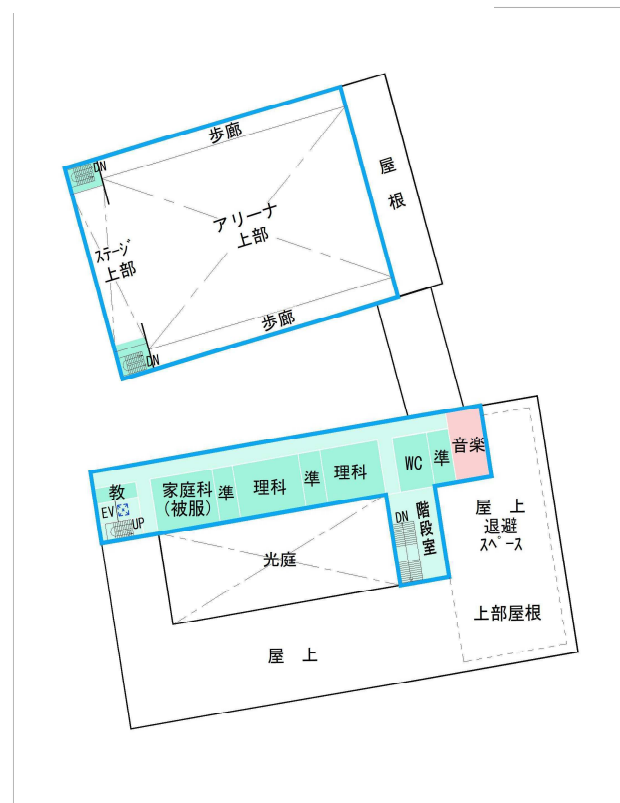 歩廊
DN
屋
根
アリーナ
上部
ステージ
上部
歩廊
DN
音楽
準
WC
理科
準
理科
準
家庭科
(被服)
教
EV
UP
DN
階
段
室
屋 上
退避
スペース
光庭
上部屋根
屋 上